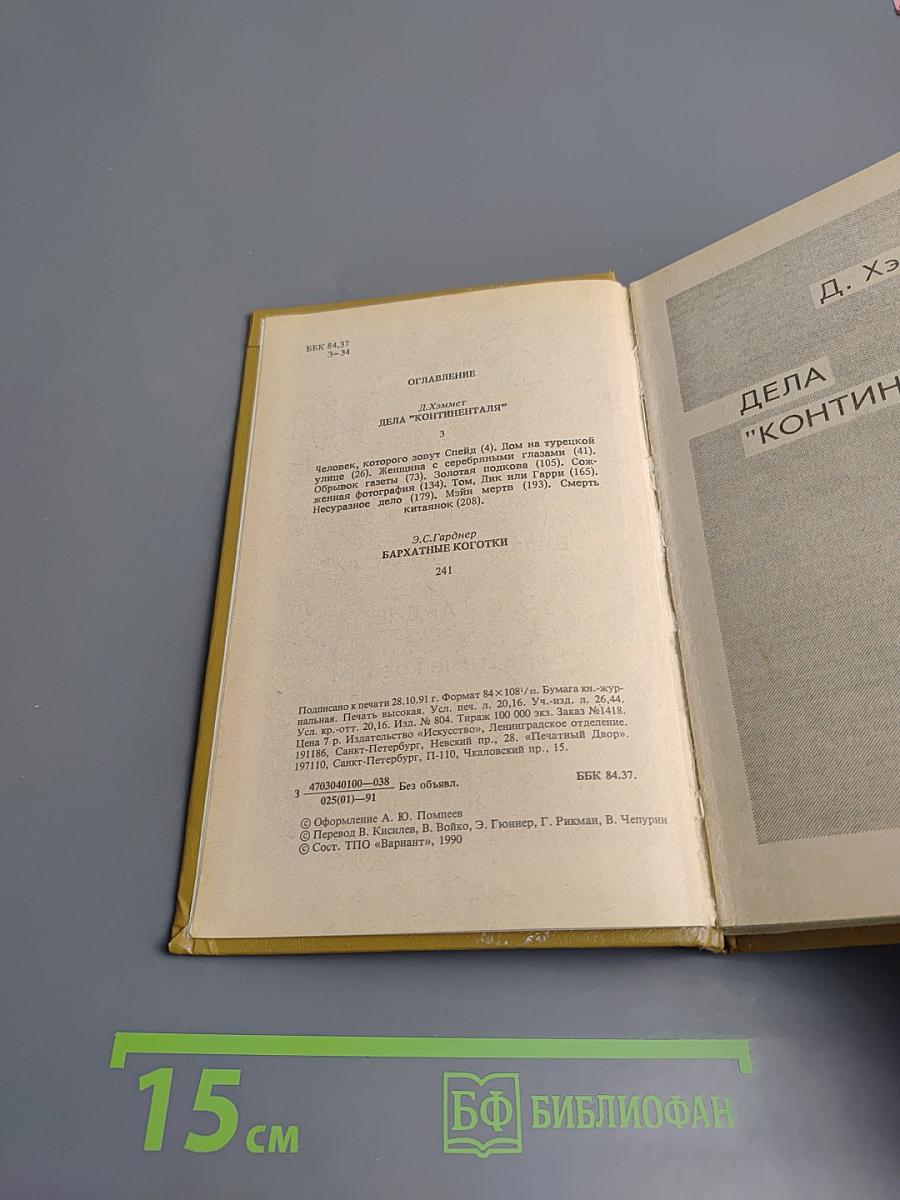 ББК 84.37
З-34
ОГЛАВЛЕНИЕ
Д.Хэммет
ДЕЛА "КОНТИНЕНТАЛЯ"
3
Человек, которого зовут Спейд (4). Дом на турецкой
улице (26). Женщина с серебряными глазами (41).
Обрывок газеты (73). Золотая подкова (105). Сож-
женная фотография (134). Том, Дик или Гарри (165).
Несуразное дело (179). Мэйн мертв (193). Смерть
китаянок (208).
Э.С.Гарднер
БАРХАТНЫЕ КОГОТКИ
241
Подписано к печати 28.10.91 г. Формат 84×108¹/₃₂. Бумага кн.-жур-
нальная. Печать высокая. Усл. печ. л. 20,16. Уч.-изд. л. 26,44.
Усл. кр.-отт. 20,16. Изд. № 804. Тираж 100 000 экз. Заказ №1418.
Цена 7 р. Издательство «Искусство», Ленинградское отделение.
191186, Санкт-Петербург, Невский пр., 28. «Печатный Двор».
197110, Санкт-Петербург, П-110, Чкаловский пр., 15.
З 4703040100—038 Без объявл. ББК 84.37.
025(01)—91
© Оформление А. Ю. Помпеев
© Перевод В. Кисилев, В. Войко, Э. Гюннер, Г. Рикман, В. Чепурин
© Сост. ТПО «Вариант», 1990
Д. Хэ
ДЕЛА
"КОНТИН
15 см
БФ БИБЛИОФАН